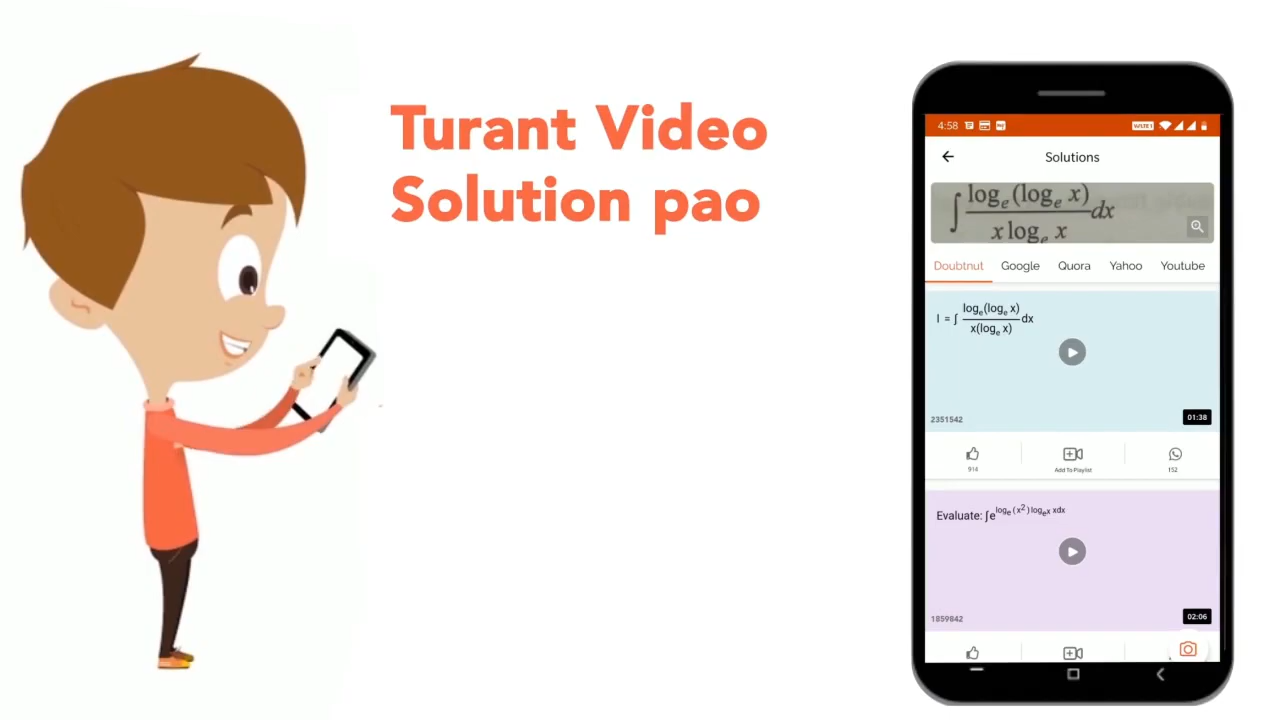 Turant Video
Solution pao
4:58
Solutions
∫ logₑ(logₑ x) / x logₑ x dx
Doubtnut Google Quora Yahoo Youtube
I = ∫ logₑ(logₑ x) / x(logₑ x) dx
2351542 01:38
914 Add To Playlist 152
Evaluate: ∫e^logₑ(x²)logₑx xdx
1859842 02:06